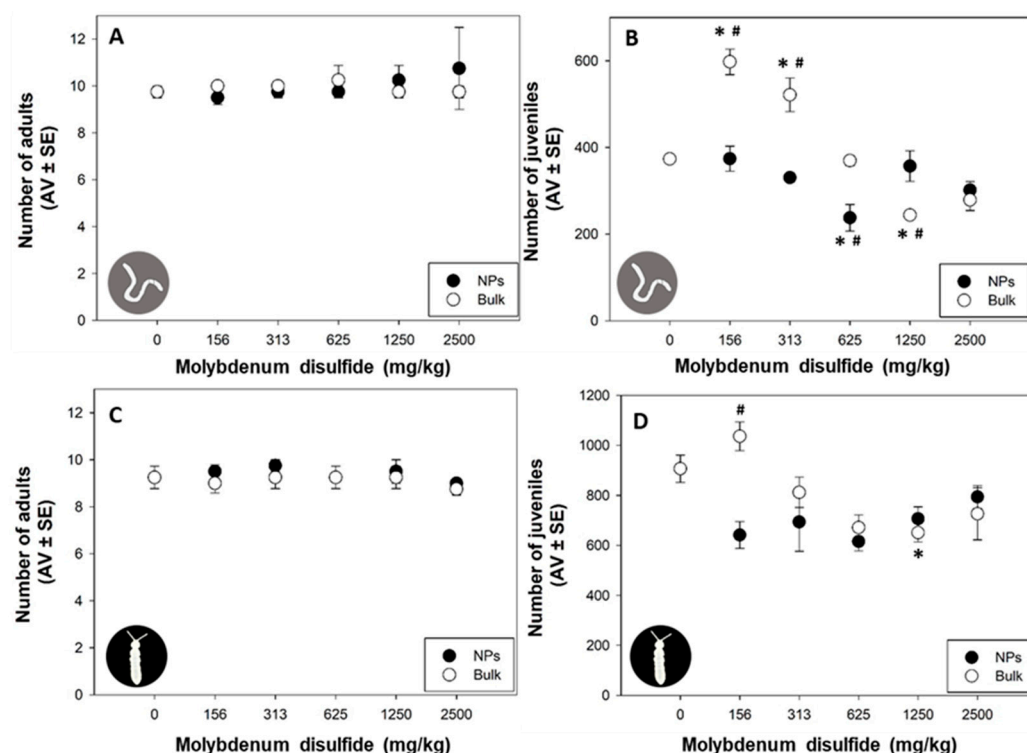 A
Number of adults
(AV ± SE)
12
10
8
6
4
2
0
NPs
Bulk
0 156 313 625 1250 2500
Molybdenum disulfide (mg/kg)
B
Number of juveniles
(AV ± SE)
600
400
200
0
* #
* #
* #
* #
NPs
Bulk
0 156 313 625 1250 2500
Molybdenum disulfide (mg/kg)
C
Number of adults
(AV ± SE)
12
10
8
6
4
2
0
NPs
Bulk
0 156 313 625 1250 2500
Molybdenum disulfide (mg/kg)
D
Number of juveniles
(AV ± SE)
1200
1000
800
600
400
200
0
#
*
NPs
Bulk
0 156 313 625 1250 2500
Molybdenum disulfide (mg/kg)